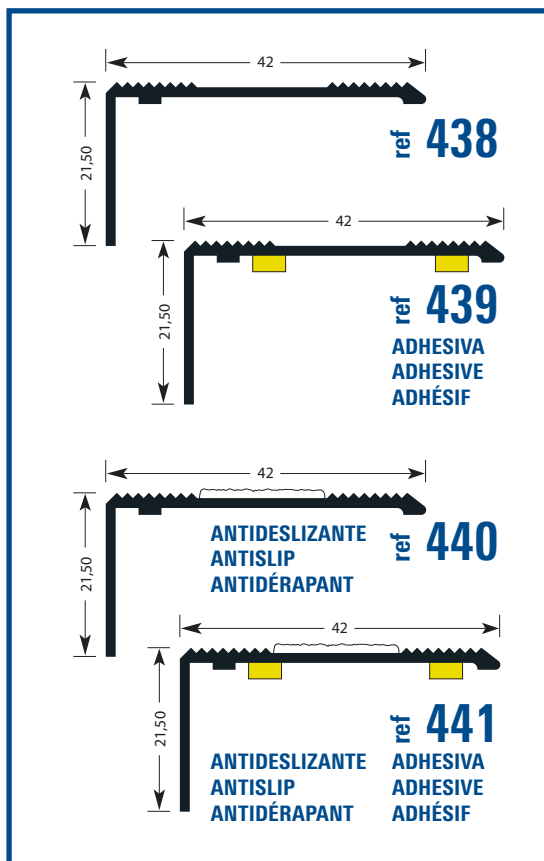 42
21,50
ref 438
42
21,50
ref 439
ADHESIVA
ADHESIVE
ADHÉSIF
42
21,50
ANTIDESLIZANTE
ANTISLIP
ANTIDÉRAPANT
ref 440
42
21,50
ref 441
ANTIDESLIZANTE ADHESIVA
ANTISLIP ADHESIVE
ANTIDÉRAPANT ADHÉSIF